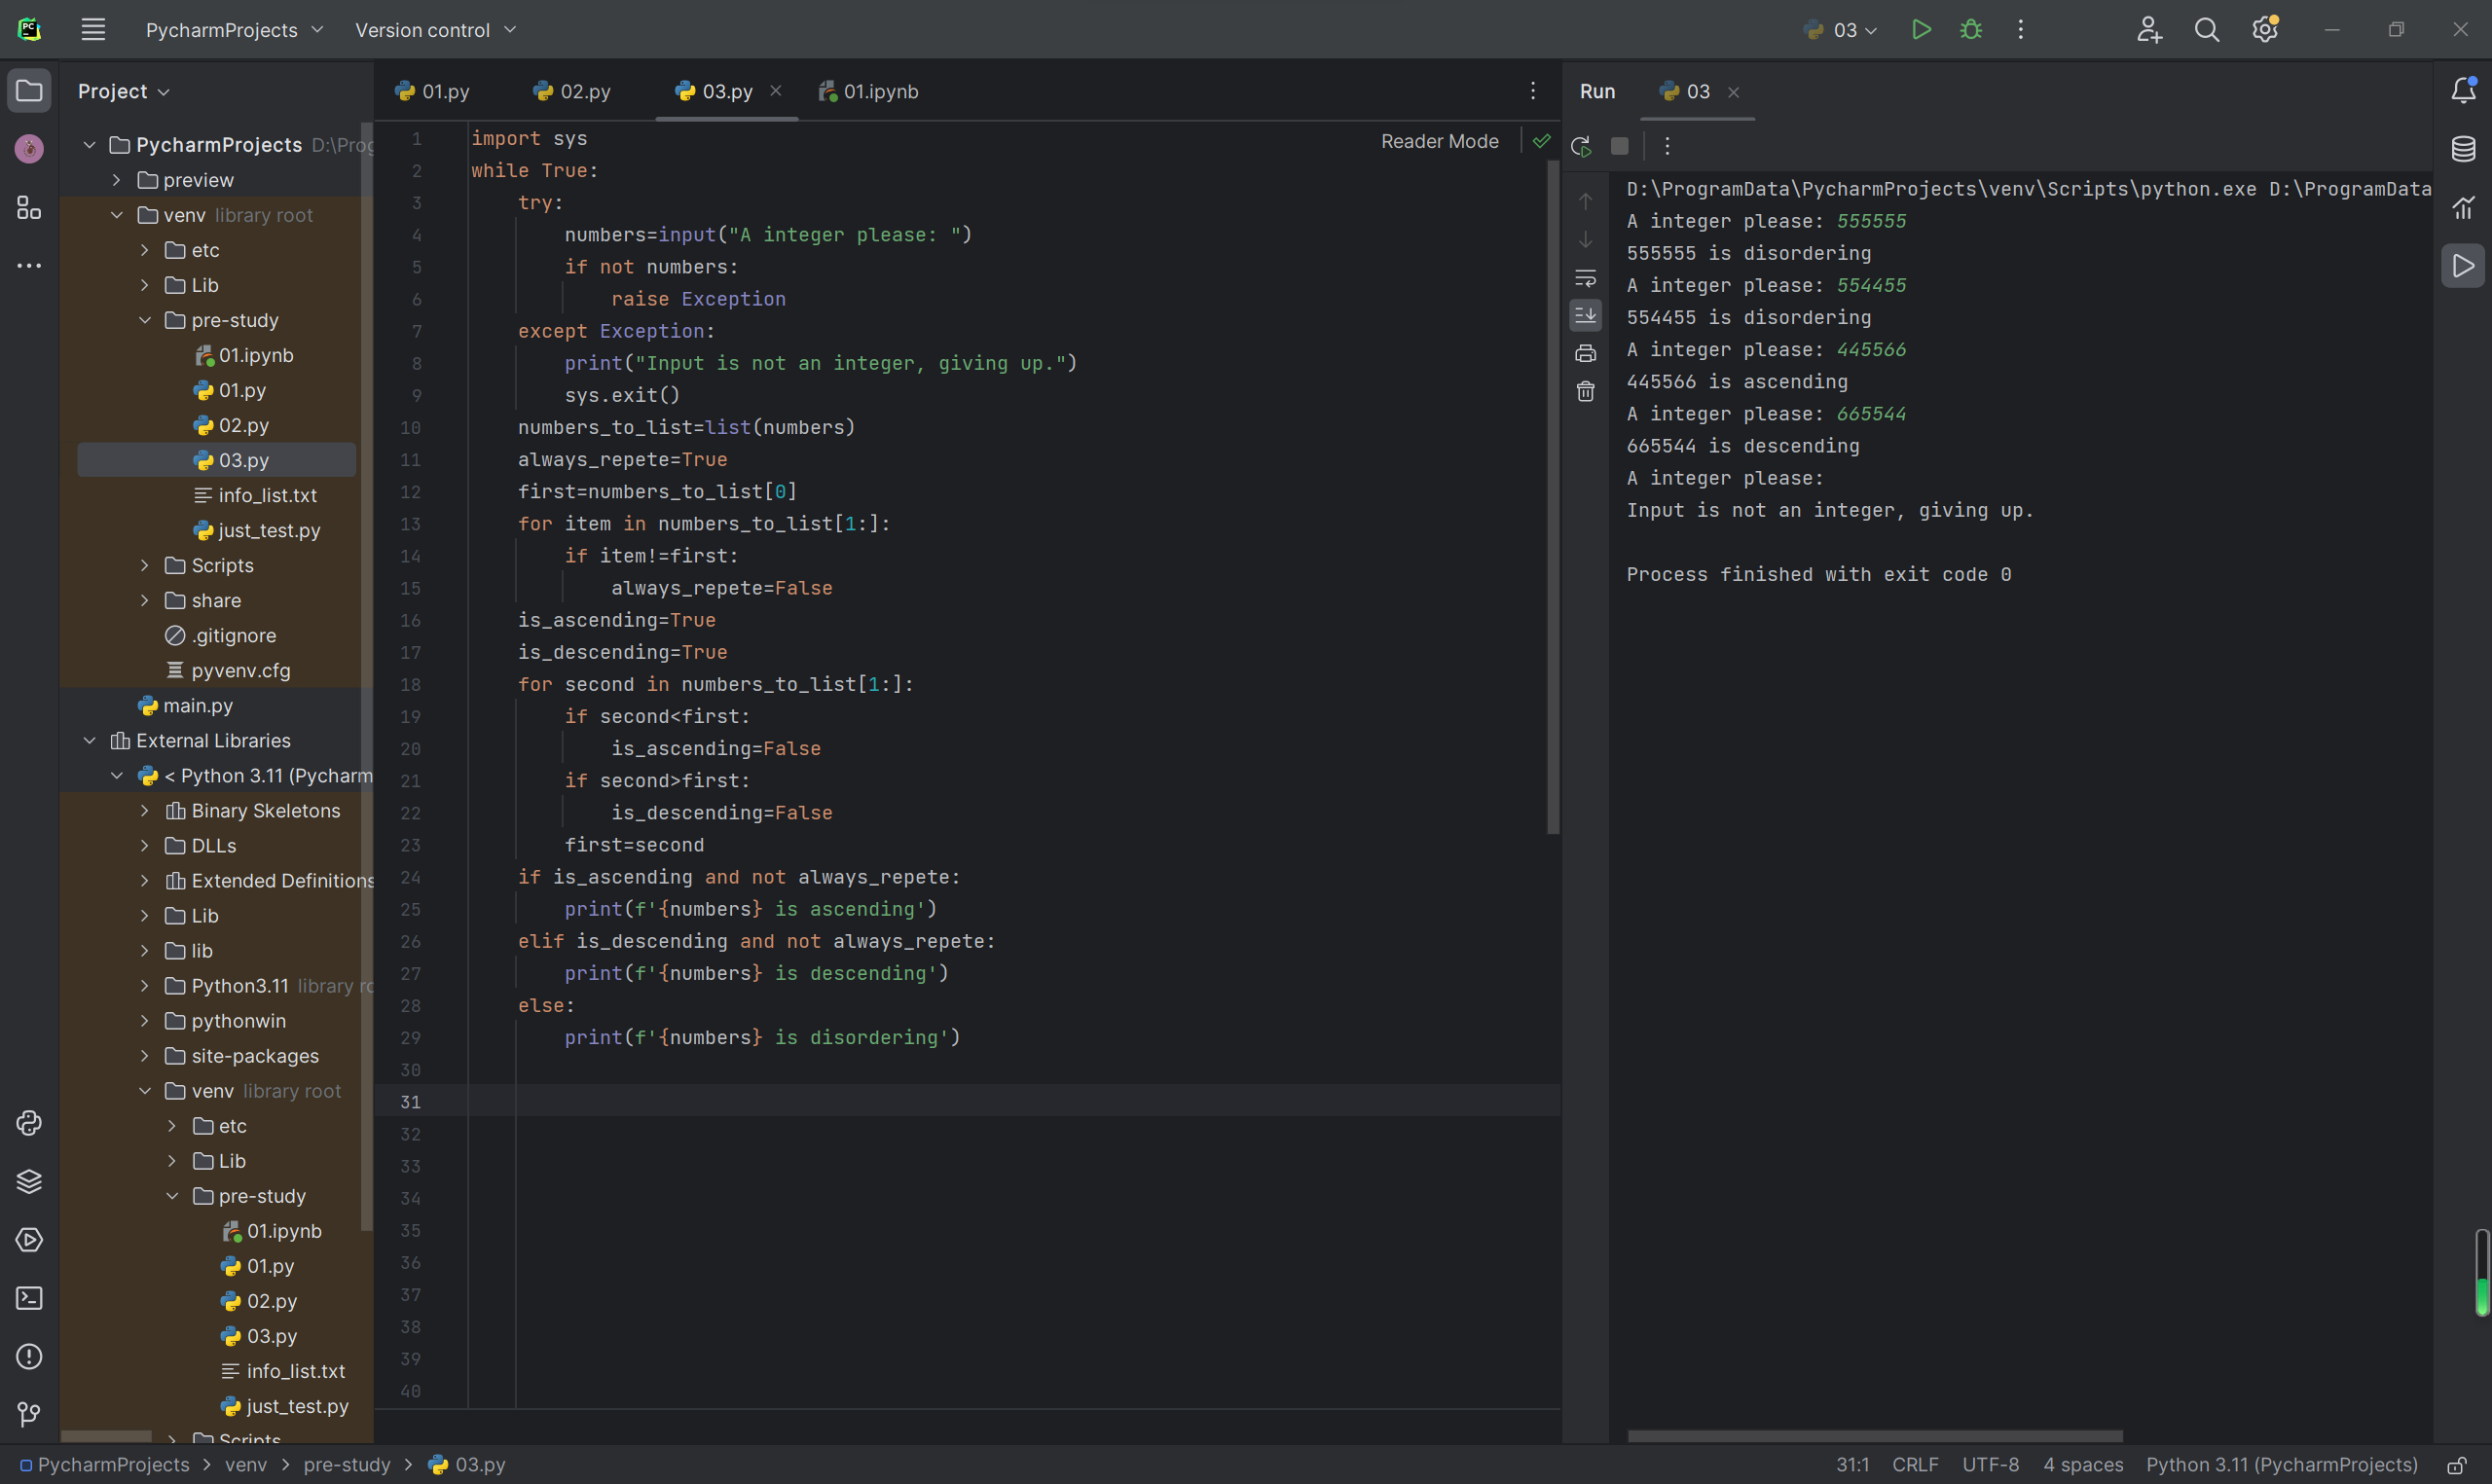 PycharmProjects Version control 03
Project
PycharmProjects D:\Prog
preview
venv library root
etc
Lib
pre-study
01.ipynb
01.py
02.py
03.py
info_list.txt
just_test.py
Scripts
share
.gitignore
pyvenv.cfg
main.py
External Libraries
< Python 3.11 (Pycharm
Binary Skeletons
DLLs
Extended Definitions
Lib
lib
Python3.11 library ro
pythonwin
site-packages
venv library root
etc
Lib
pre-study
01.ipynb
01.py
02.py
03.py
info_list.txt
just_test.py
Scripts
01.py 02.py 03.py 01.ipynb
Reader Mode
1 import sys
2 while True:
3     try:
4         numbers=input("A integer please: ")
5         if not numbers:
6             raise Exception
7     except Exception:
8         print("Input is not an integer, giving up.")
9         sys.exit()
10     numbers_to_list=list(numbers)
11     always_repete=True
12     first=numbers_to_list[0]
13     for item in numbers_to_list[1:]:
14         if item!=first:
15             always_repete=False
16     is_ascending=True
17     is_descending=True
18     for second in numbers_to_list[1:]:
19         if second<first:
20             is_ascending=False
21         if second>first:
22             is_descending=False
23         first=second
24     if is_ascending and not always_repete:
25         print(f'{numbers} is ascending')
26     elif is_descending and not always_repete:
27         print(f'{numbers} is descending')
28     else:
29         print(f'{numbers} is disordering')
30
31
32
33
34
35
36
37
38
39
40
Run 03
D:\ProgramData\PycharmProjects\venv\Scripts\python.exe D:\ProgramData
A integer please: 555555
555555 is disordering
A integer please: 554455
554455 is disordering
A integer please: 445566
445566 is ascending
A integer please: 665544
665544 is descending
A integer please:
Input is not an integer, giving up.
Process finished with exit code 0
PycharmProjects > venv > pre-study > 03.py
31:1 CRLF UTF-8 4 spaces Python 3.11 (PycharmProjects)